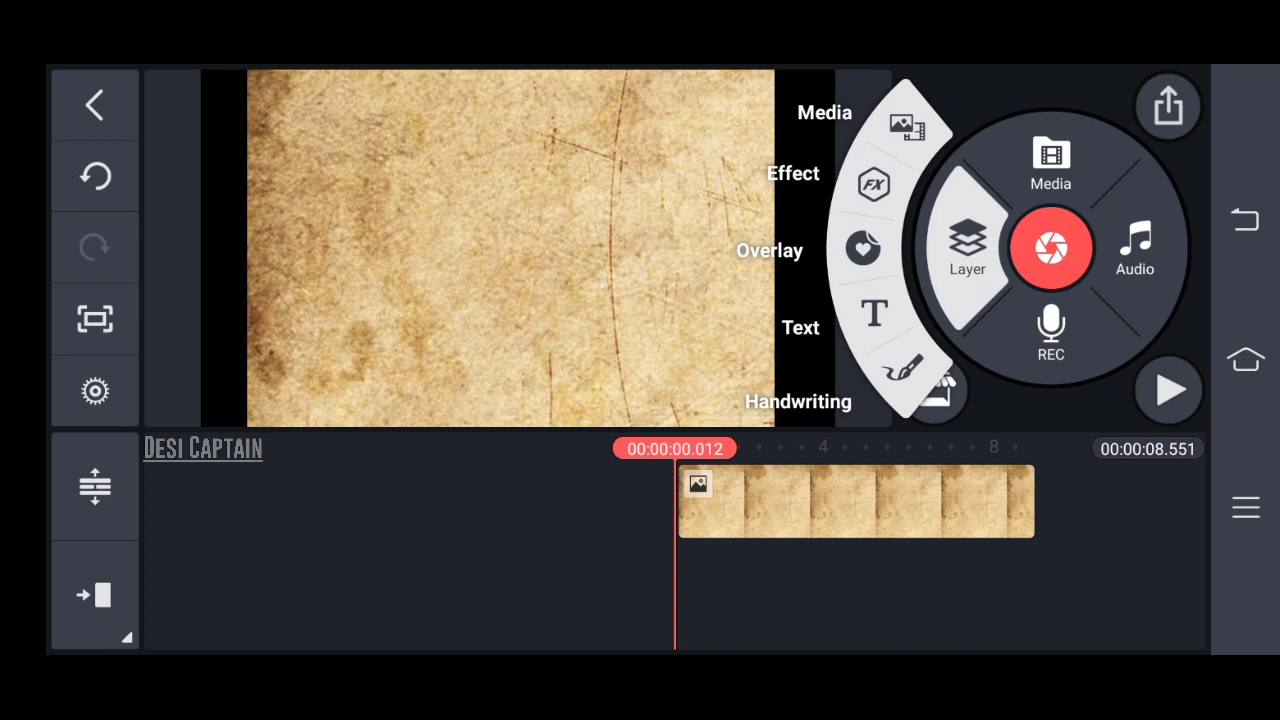 Media
Effect
Overlay
Text
Handwriting
FX
T
Media
Layer
Audio
REC
DESI CAPTAIN
00:00:00.012
4
8
00:00:08.551